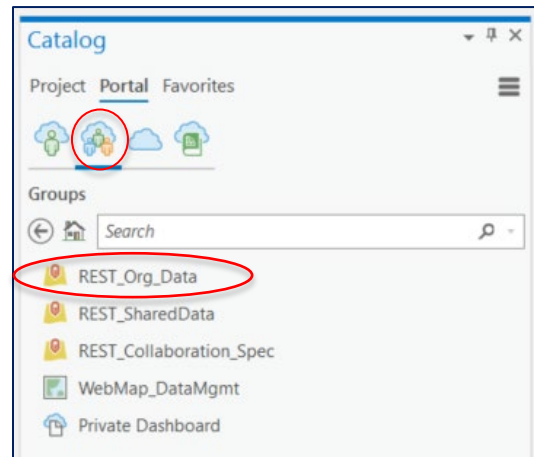 Catalog
Project Portal Favorites
Groups
Search
REST_Org_Data
REST_SharedData
REST_Collaboration_Spec
WebMap_DataMgmt
Private Dashboard